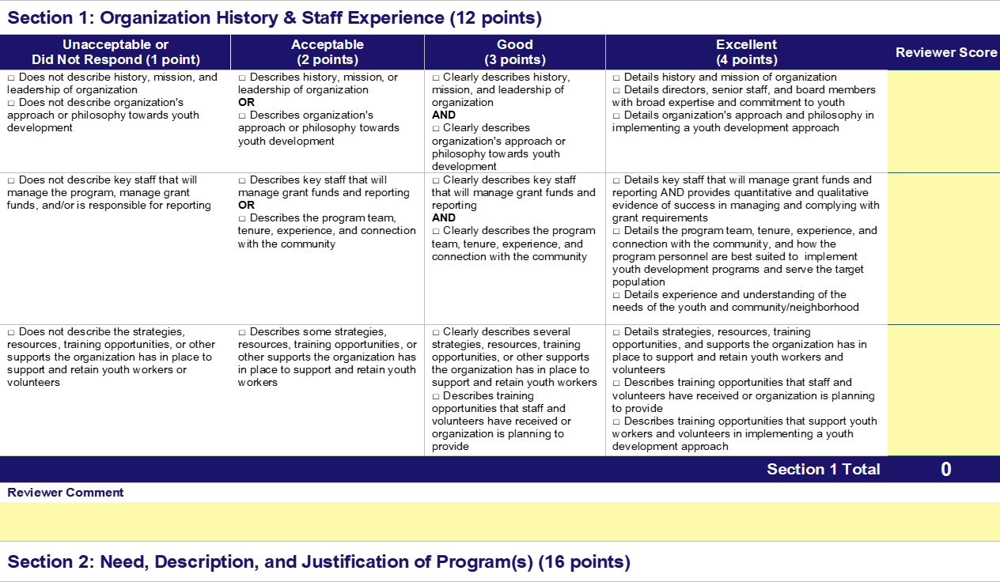 Section 1: Organization History & Staff Experience (12 points)
Unacceptable or
Did Not Respond (1 point)
Acceptable
(2 points)
Good
(3 points)
Excellent
(4 points)
Reviewer Score
□ Does not describe history, mission, and
leadership of organization
□ Does not describe organization's
approach or philosophy towards youth
development
□ Describes history, mission, or
leadership of organization
OR
□ Describes organization's
approach or philosophy towards
youth development
□ Clearly describes history,
mission, and leadership of
organization
AND
□ Clearly describes
organization's approach or
philosophy towards youth
development
□ Details history and mission of organization
□ Details directors, senior staff, and board members
with broad expertise and commitment to youth
□ Details organization's approach and philosophy in
implementing a youth development approach
□ Does not describe key staff that will
manage the program, manage grant
funds, and/or is responsible for reporting
□ Describes key staff that will
manage grant funds and reporting
OR
□ Describes the program team,
tenure, experience, and connection
with the community
□ Clearly describes key staff
that will manage grant funds and
reporting
AND
□ Clearly describes the program
team, tenure, experience, and
connection with the community
□ Details key staff that will manage grant funds and
reporting AND provides quantitative and qualitative
evidence of success in managing and complying with
grant requirements
□ Details the program team, tenure, experience, and
connection with the community, and how the
program personnel are best suited to  implement
youth development programs and serve the target
population
□ Details experience and understanding of the
needs of the youth and community/neighborhood
□ Does not describe the strategies,
resources, training opportunities, or other
supports the organization has in place to
support and retain youth workers or
volunteers
□ Describes some strategies,
resources, training opportunities, or
other supports the organization has
in place to support and retain youth
workers
□ Clearly describes several
strategies, resources, training
opportunities, or other supports
the organization has in place to
support and retain youth workers
□ Describes training
opportunities that staff and
volunteers have received or
organization is planning to
provide
□ Details strategies, resources, training
opportunities, and supports the organization has in
place to support and retain youth workers and
volunteers
□ Describes training opportunities that staff and
volunteers have received or organization is planning
to provide
□ Describes training opportunities that support youth
workers and volunteers in implementing a youth
development approach
Section 1 Total
0
Reviewer Comment
Section 2: Need, Description, and Justification of Program(s) (16 points)